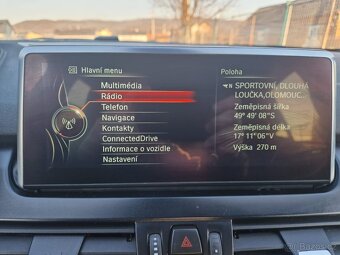 Hlavní menu
Multimédia
Rádio
Telefon
Navigace
Kontakty
ConnectedDrive
Informace o vozidle
Nastavení
Poloha
N SPORTOVNÍ, DLOUHÁ
LOUČKA,OLOMOUC...
Zeměpisná šířka
49° 49' 08"S
Zeměpisná délka
17° 11' 06"V
Výška 270 m